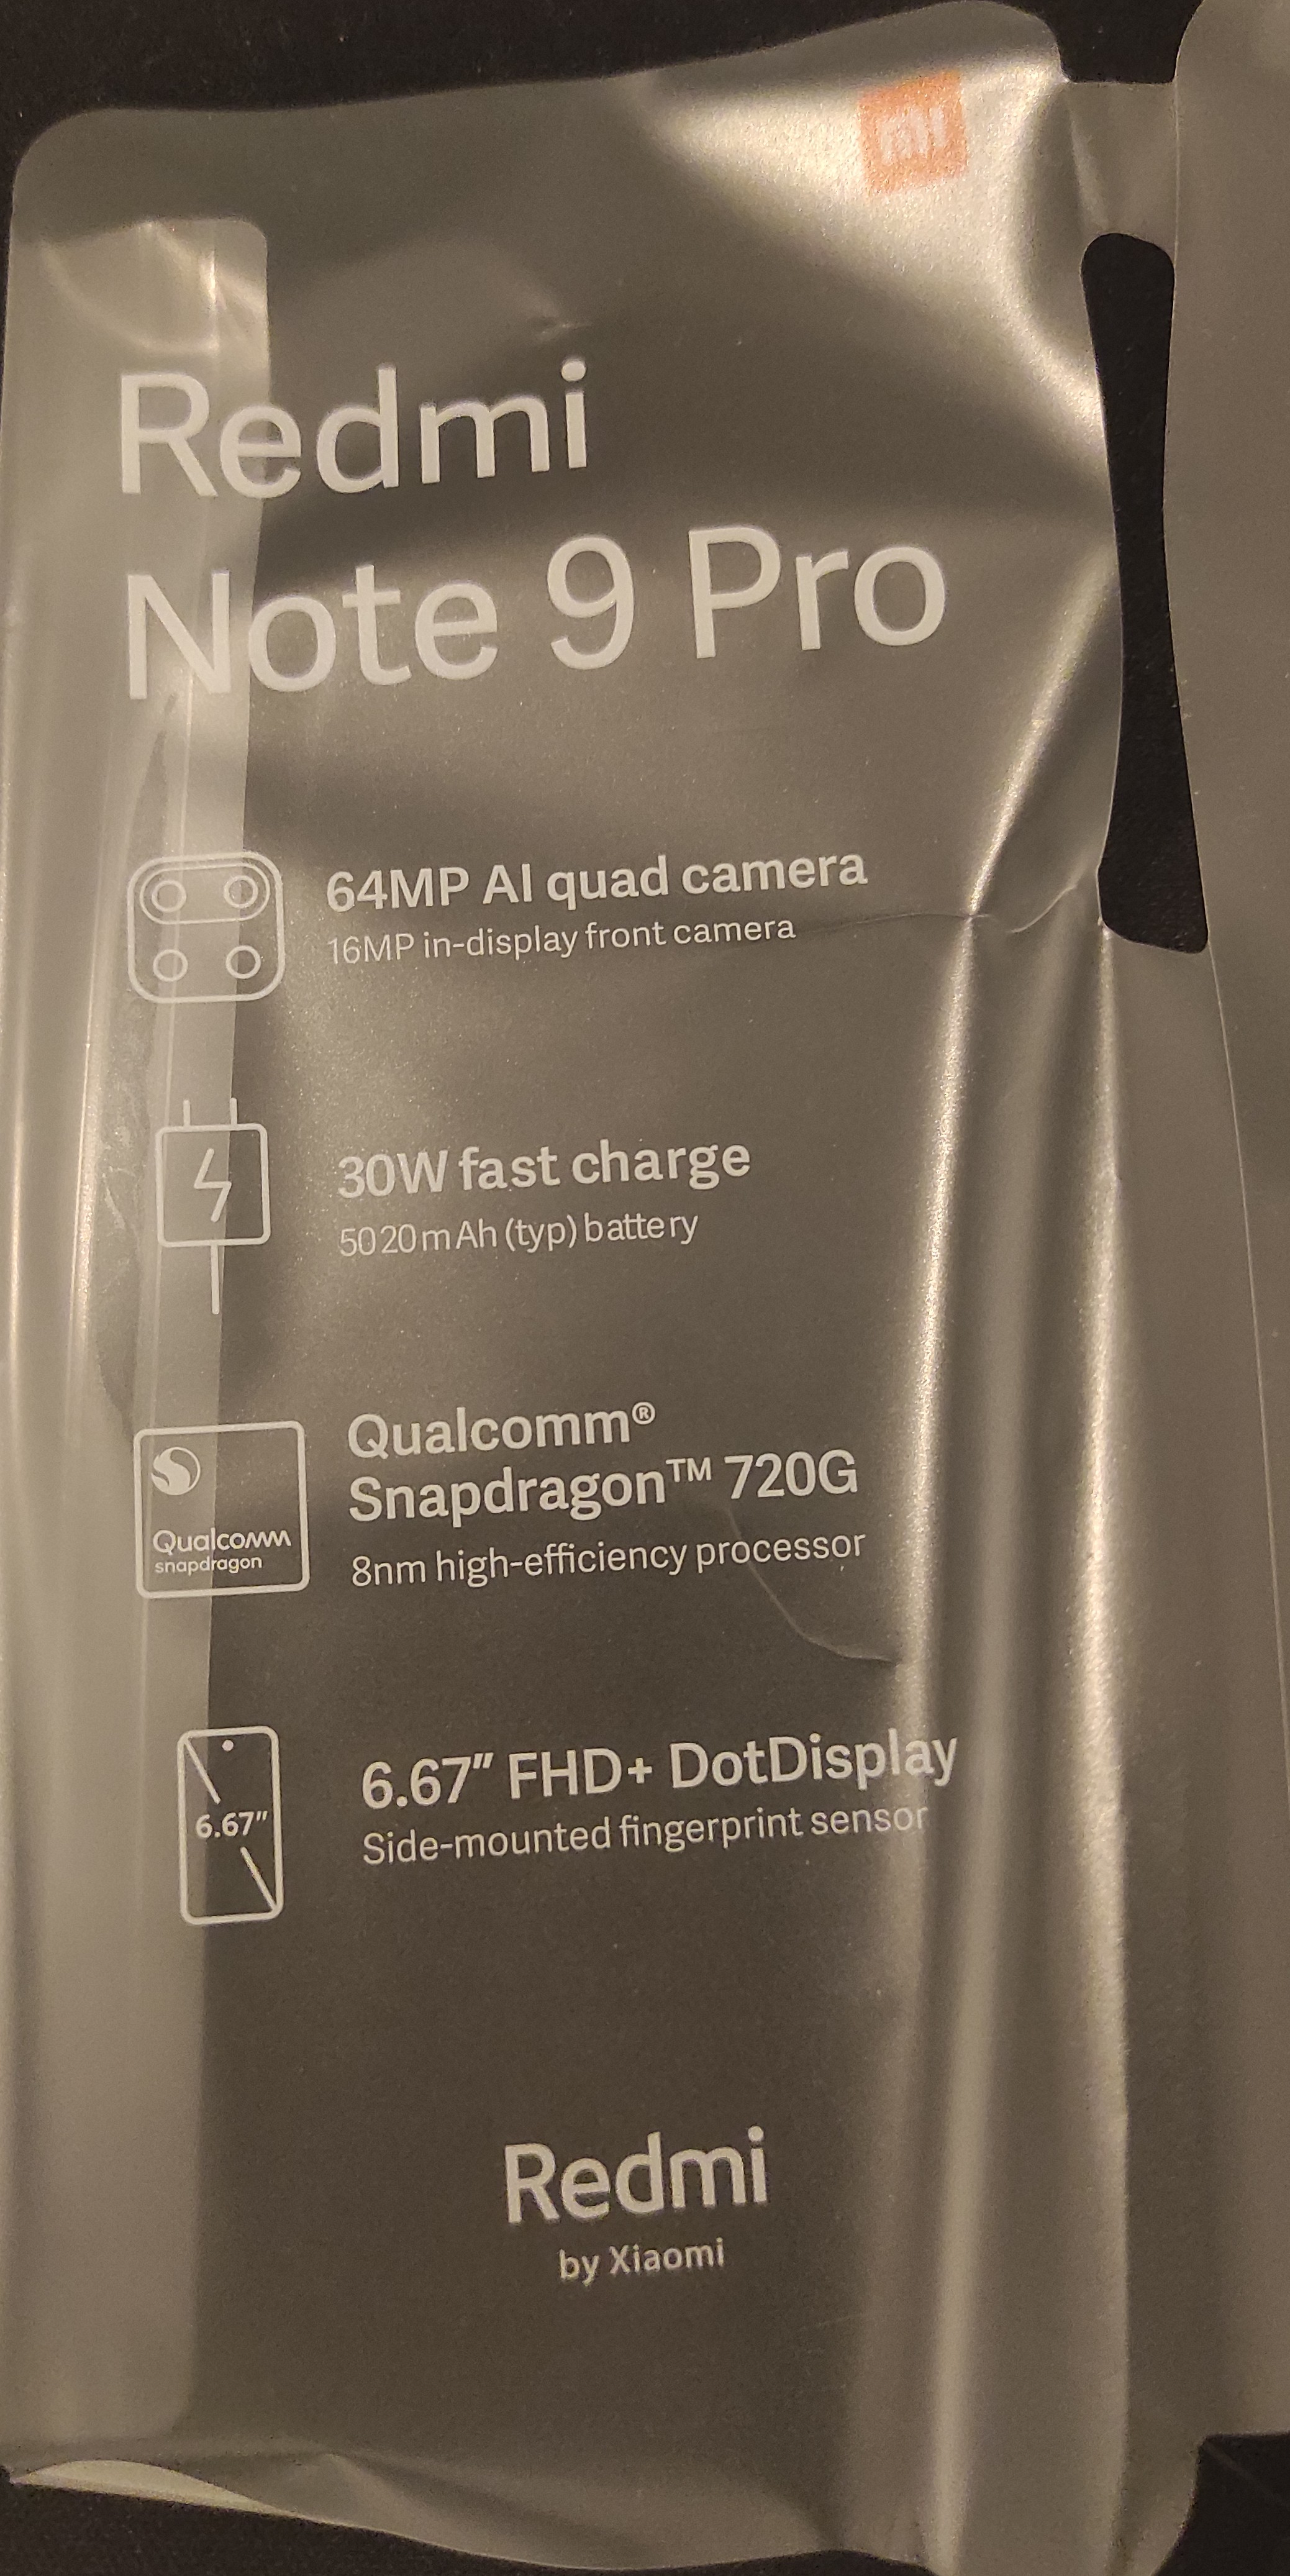 mi
Redmi
Note 9 Pro
64MP AI quad camera
16MP in-display front camera
30W fast charge
5020mAh (typ) battery
Qualcomm®
Snapdragon™ 720G
8nm high-efficiency processor
Qualcomm
snapdragon
6.67″ FHD+ DotDisplay
Side-mounted fingerprint sensor
6.67″
Redmi
by Xiaomi